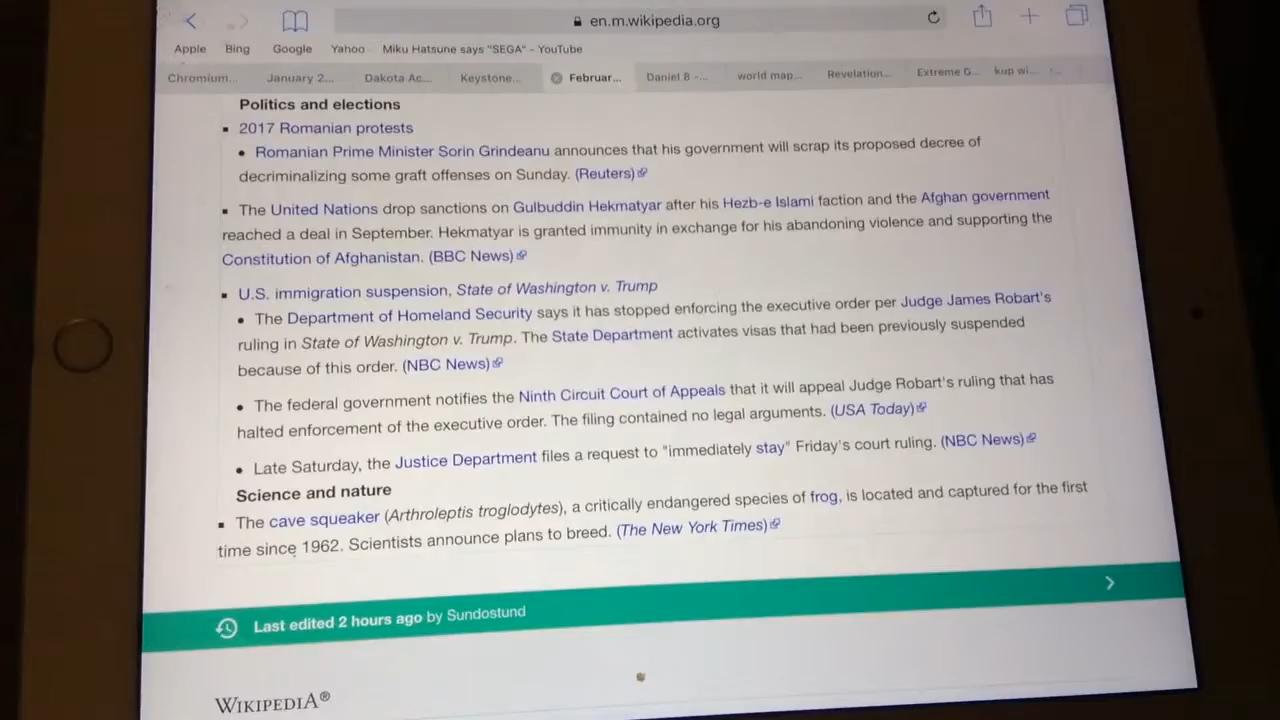 en.m.wikipedia.org
Apple Bing Google Yahoo Miku Hatsune says "SEGA" - YouTube
Chromium... January 2... Dakota Ac... Keystone... Februar... Daniel 8 -... world map... Revelation... Extreme G... kup wi...
Politics and elections
2017 Romanian protests
Romanian Prime Minister Sorin Grindeanu announces that his government will scrap its proposed decree of
decriminalizing some graft offenses on Sunday. (Reuters)
The United Nations drop sanctions on Gulbuddin Hekmatyar after his Hezb-e Islami faction and the Afghan government
reached a deal in September. Hekmatyar is granted immunity in exchange for his abandoning violence and supporting the
Constitution of Afghanistan. (BBC News)
U.S. immigration suspension, State of Washington v. Trump
The Department of Homeland Security says it has stopped enforcing the executive order per Judge James Robart's
ruling in State of Washington v. Trump. The State Department activates visas that had been previously suspended
because of this order. (NBC News)
The federal government notifies the Ninth Circuit Court of Appeals that it will appeal Judge Robart's ruling that has
halted enforcement of the executive order. The filing contained no legal arguments. (USA Today)
Late Saturday, the Justice Department files a request to "immediately stay" Friday's court ruling. (NBC News)
Science and nature
The cave squeaker (Arthroleptis troglodytes), a critically endangered species of frog, is located and captured for the first
time since 1962. Scientists announce plans to breed. (The New York Times)
Last edited 2 hours ago by Sundostund
WIKIPEDIA®